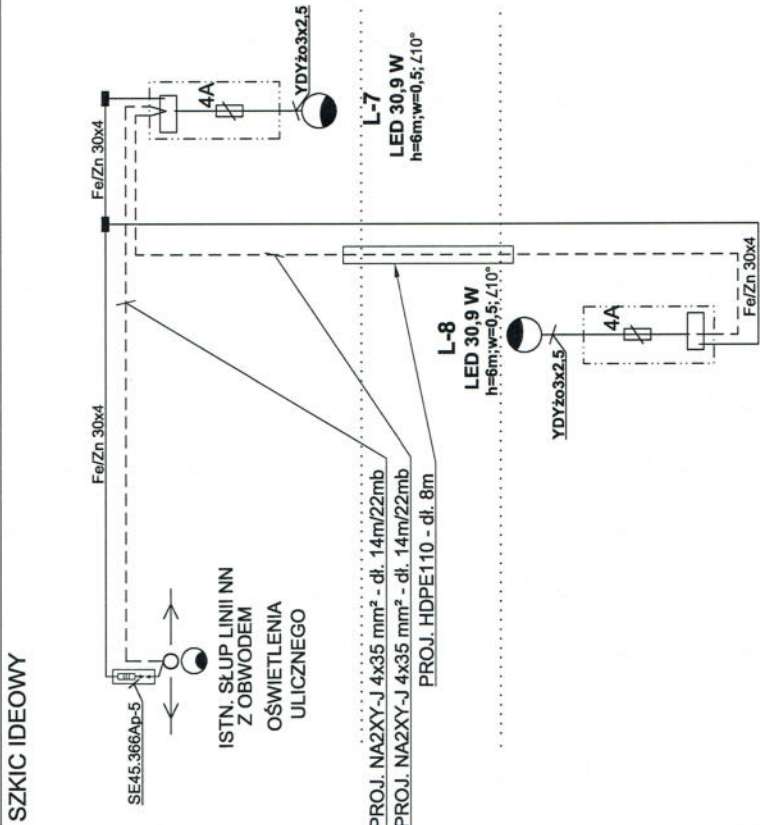 SZKIC IDEOWY
Fe/Zn 30x4
Fe/Zn 30x4
4A
YDYżo3x2,5
L-7
LED 30,9 W
h=6m;w=0,5;∠10°
SE45.366Ap-5
ISTN. SŁUP LINII NN
Z OBWODEM
OŚWIETLENIA
ULICZNEGO
L-8
LED 30,9 W
h=6m;w=0,5;∠10°
YDYżo3x2,5
4A
Fe/Zn 30x4
PROJ. NA2XY-J 4x35 mm² - dł. 14m/22mb
PROJ. NA2XY-J 4x35 mm² - dł. 14m/22mb
PROJ. HDPE110 - dł. 8m